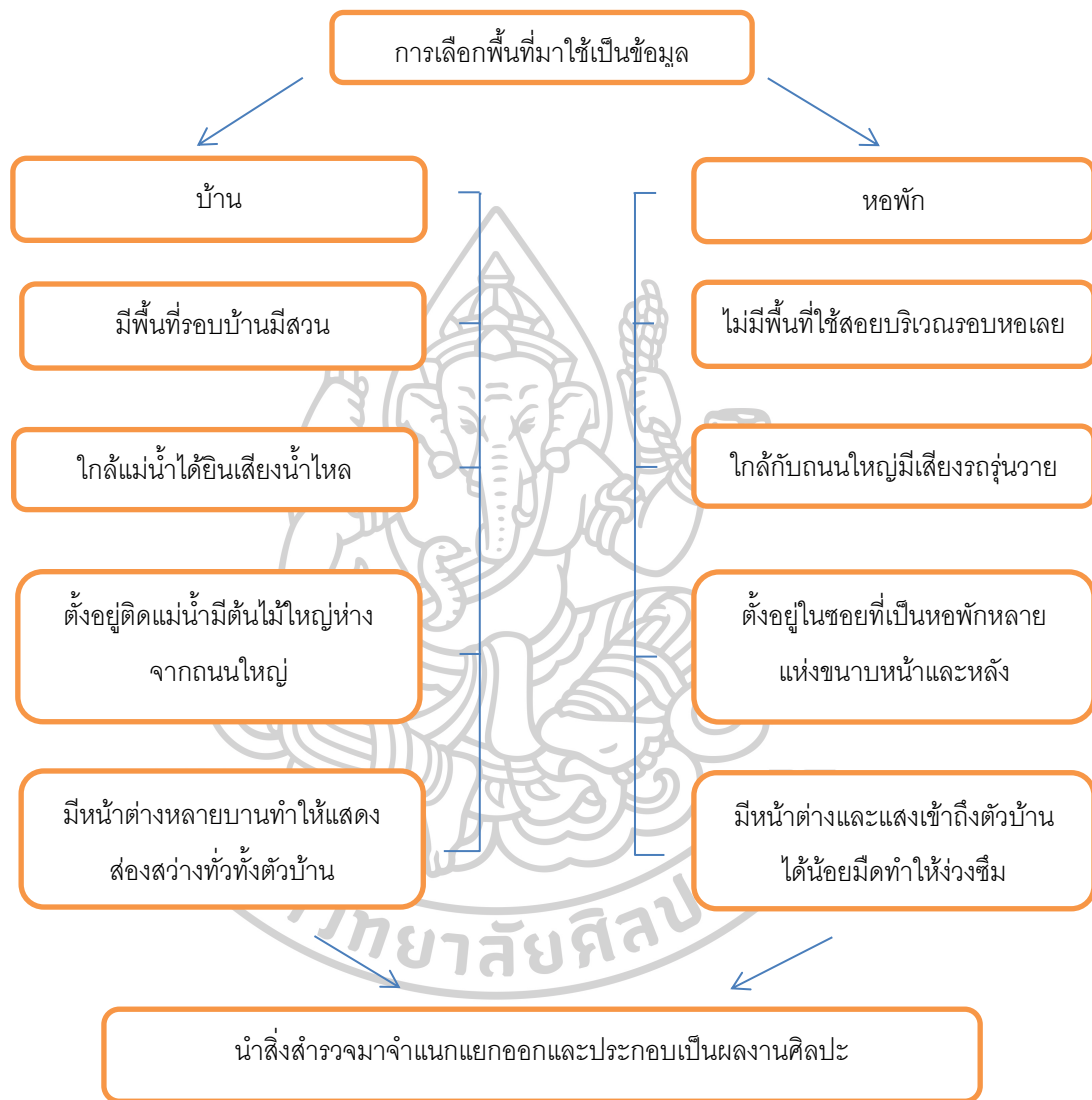 การเลือกพื้นที่มาใช้เป็นข้อมูล
บ้าน
มีพื้นที่รอบบ้านมีสวน
ใกล้แม่น้ำได้ยินเสียงน้ำไหล
ตั้งอยู่ติดแม่น้ำมีต้นไม้ใหญ่ห่าง
จากถนนใหญ่
มีหน้าต่างหลายบานทำให้แสดง
ส่องสว่างทั่วทั้งตัวบ้าน
หอพัก
ไม่มีพื้นที่ใช้สอยบริเวณรอบหอเลย
ใกล้กับถนนใหญ่มีเสียงรถรุ่นวาย
ตั้งอยู่ในซอยที่เป็นหอพักหลาย
แห่งขนาบหน้าและหลัง
มีหน้าต่างและแสงเข้าถึงตัวบ้าน
ได้น้อยมืดทำให้ง่วงซึม
วิทยาลัยศิลป
นำสิ่งสำรวจมาจำแนกแยกออกและประกอบเป็นผลงานศิลปะ